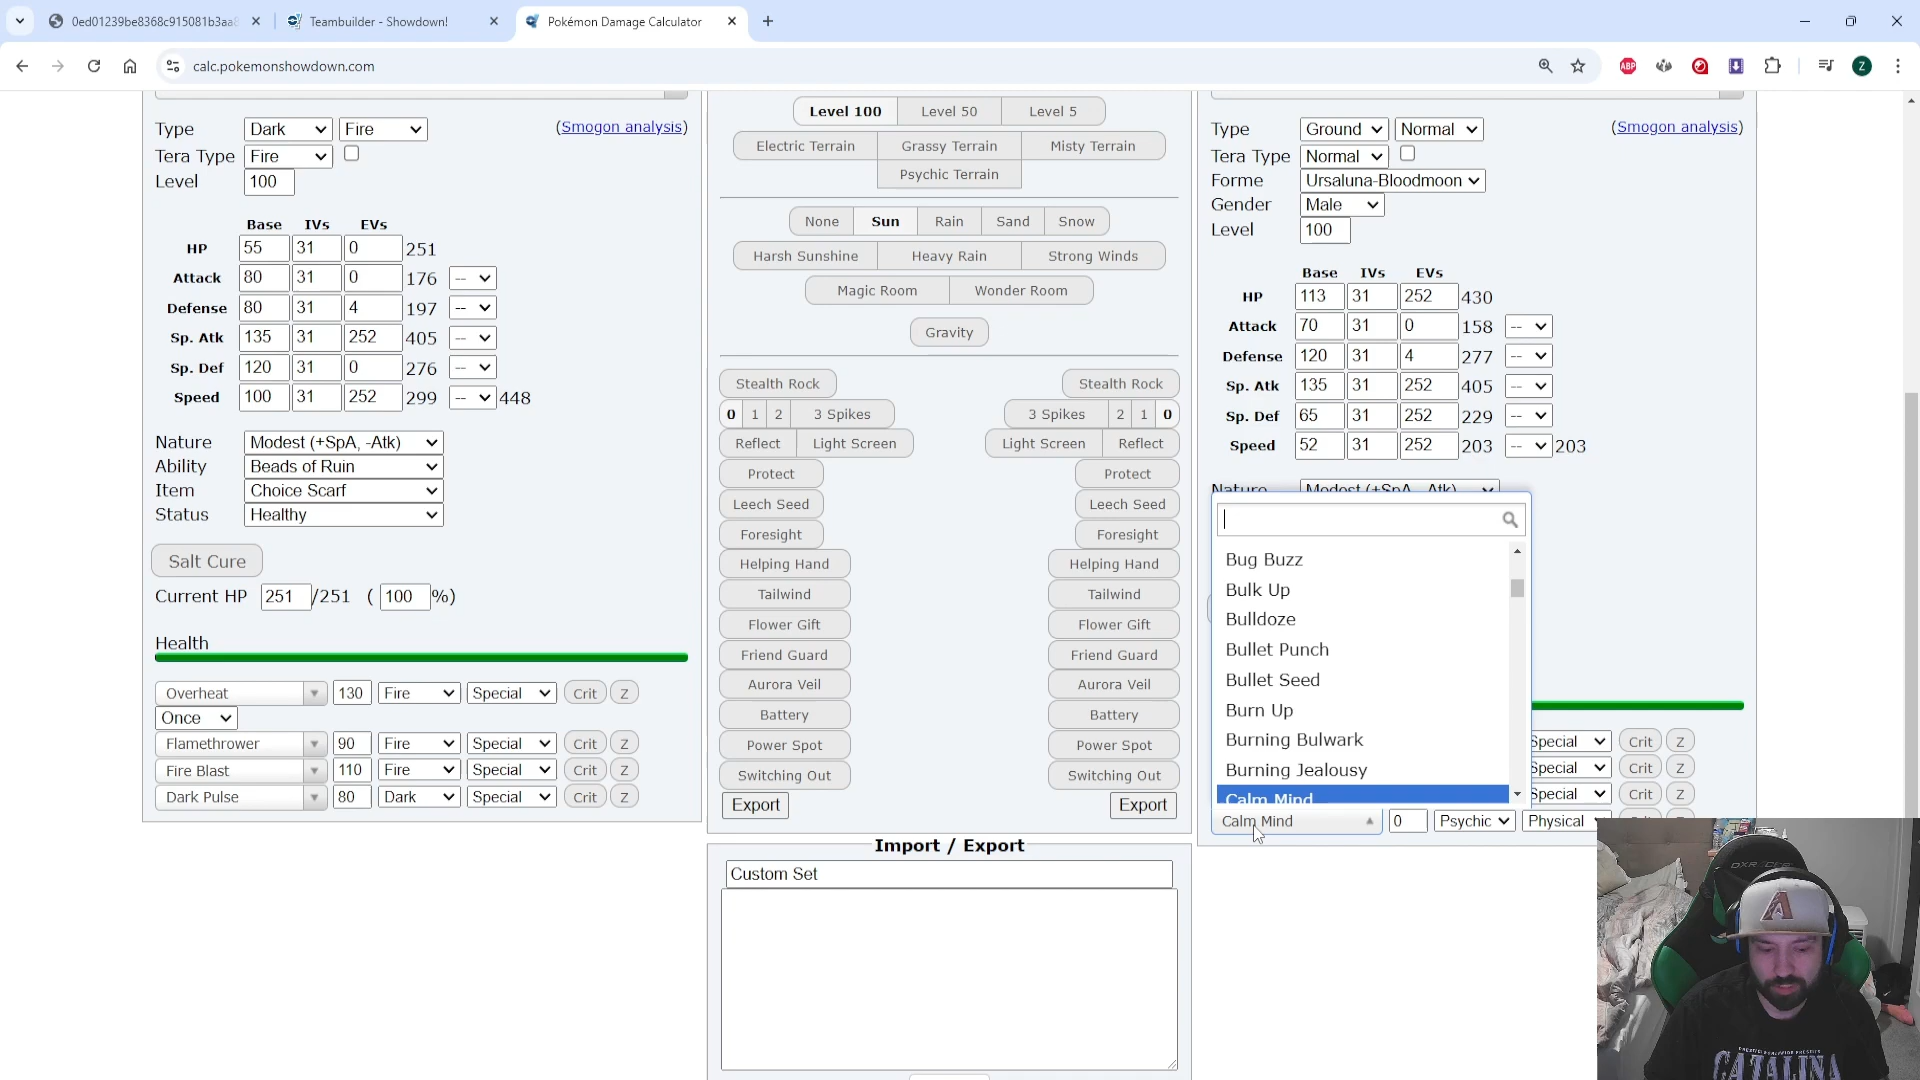 0ed01239be8368c915081b3aa8
Teambuilder - Showdown!
Pokémon Damage Calculator
calc.pokemonshowdown.com
ABP
Z
Type Dark Fire (Smogon analysis)
Tera Type Fire
Level 100
Base IVs EVs
HP 55 31 0 251
Attack 80 31 0 176 --
Defense 80 31 4 197 --
Sp. Atk 135 31 252 405 --
Sp. Def 120 31 0 276 --
Speed 100 31 252 299 -- 448
Nature Modest (+SpA, -Atk)
Ability Beads of Ruin
Item Choice Scarf
Status Healthy
Salt Cure
Current HP 251 /251 ( 100 %)
Health
Overheat 130 Fire Special Crit Z
Once
Flamethrower 90 Fire Special Crit Z
Fire Blast 110 Fire Special Crit Z
Dark Pulse 80 Dark Special Crit Z
Level 100 Level 50 Level 5
Electric Terrain Grassy Terrain Misty Terrain
Psychic Terrain
None Sun Rain Sand Snow
Harsh Sunshine Heavy Rain Strong Winds
Magic Room Wonder Room
Gravity
Stealth Rock Stealth Rock
0 1 2 3 Spikes 3 Spikes 2 1 0
Reflect Light Screen Light Screen Reflect
Protect Protect
Leech Seed Leech Seed
Foresight Foresight
Helping Hand Helping Hand
Tailwind Tailwind
Flower Gift Flower Gift
Friend Guard Friend Guard
Aurora Veil Aurora Veil
Battery Battery
Power Spot Power Spot
Switching Out Switching Out
Export Export
Import / Export
Custom Set
Type Ground Normal (Smogon analysis)
Tera Type Normal
Forme Ursaluna-Bloodmoon
Gender Male
Level 100
Base IVs EVs
HP 113 31 252 430
Attack 70 31 0 158 --
Defense 120 31 4 277 --
Sp. Atk 135 31 252 405 --
Sp. Def 65 31 252 229 --
Speed 52 31 252 203 -- 203
Nature Modest (+SpA, -Atk)
Bug Buzz
Bulk Up
Bulldoze
Bullet Punch
Bullet Seed
Burn Up
Burning Bulwark
Burning Jealousy
Calm Mind
Special Crit Z
Special Crit Z
Special Crit Z
Calm Mind 0 Psychic Physical
DXRACER
A
CATALINA